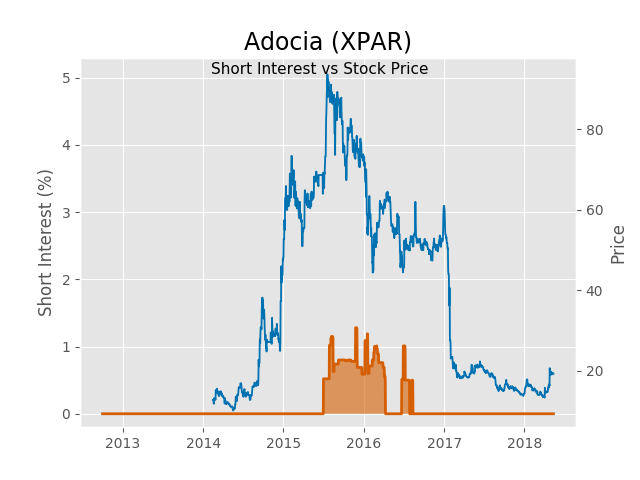 Adocia (XPAR)
Short Interest vs Stock Price
Short Interest (%)
5
4
3
2
1
0
80
60
40
20
Price
2013 2014 2015 2016 2017 2018